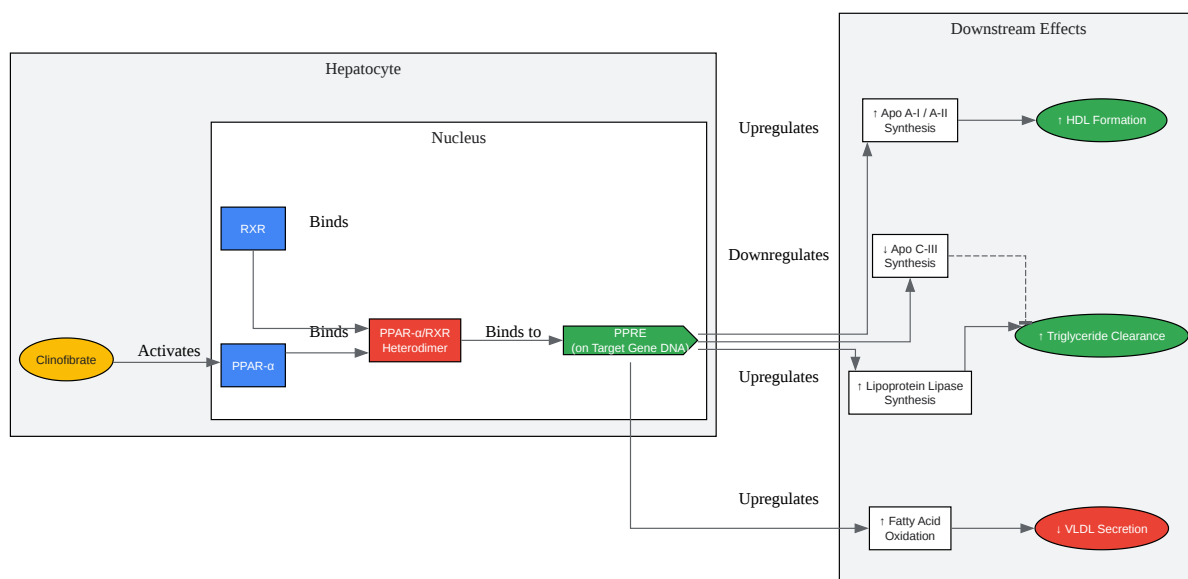 Downstream Effects
Hepatocyte
Nucleus
Upregulates
↑ Apo A-I / A-II
Synthesis
↑ HDL Formation
RXR
Binds
Downregulates
↓ Apo C-III
Synthesis
Clinofibrate
Activates
PPAR-α
Binds
PPAR-α/RXR
Heterodimer
Binds to
PPRE
(on Target Gene DNA)
↑ Triglyceride Clearance
Upregulates
↑ Lipoprotein Lipase
Synthesis
Upregulates
↑ Fatty Acid
Oxidation
↓ VLDL Secretion